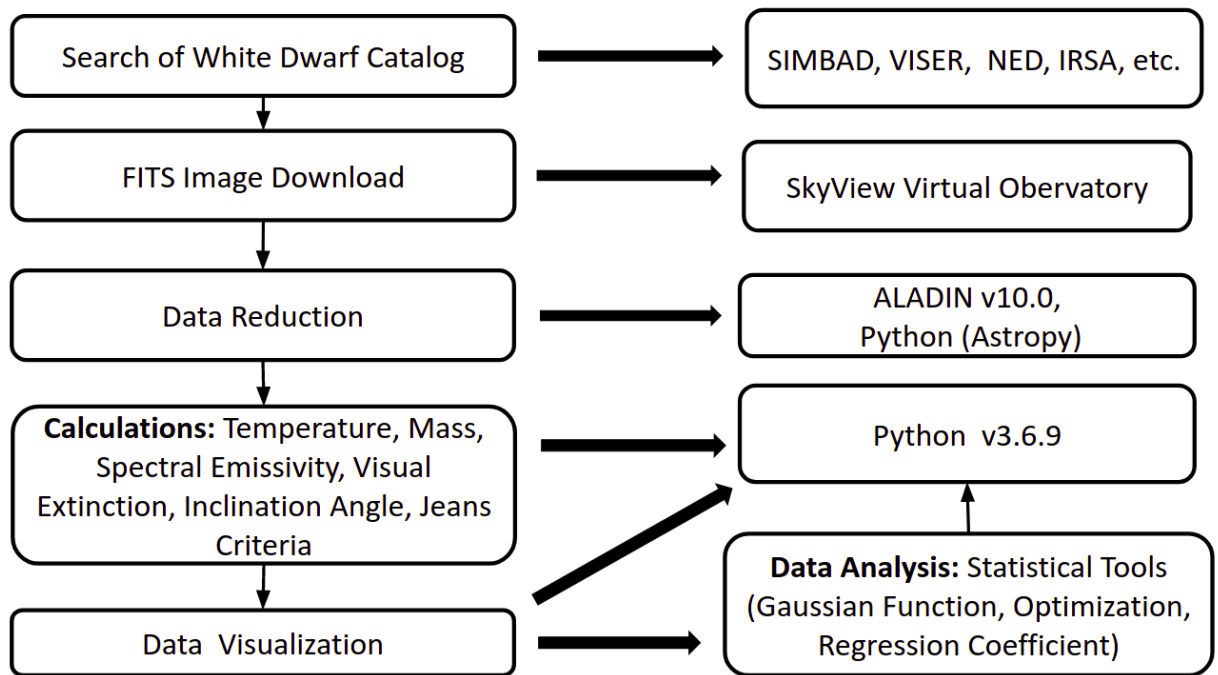 Search of White Dwarf Catalog
SIMBAD, VISER, NED, IRSA, etc.
FITS Image Download
SkyView Virtual Obervatory
Data Reduction
ALADIN v10.0,
Python (Astropy)
Calculations: Temperature, Mass,
Spectral Emissivity, Visual
Extinction, Inclination Angle, Jeans
Criteria
Python v3.6.9
Data Visualization
Data Analysis: Statistical Tools
(Gaussian Function, Optimization,
Regression Coefficient)